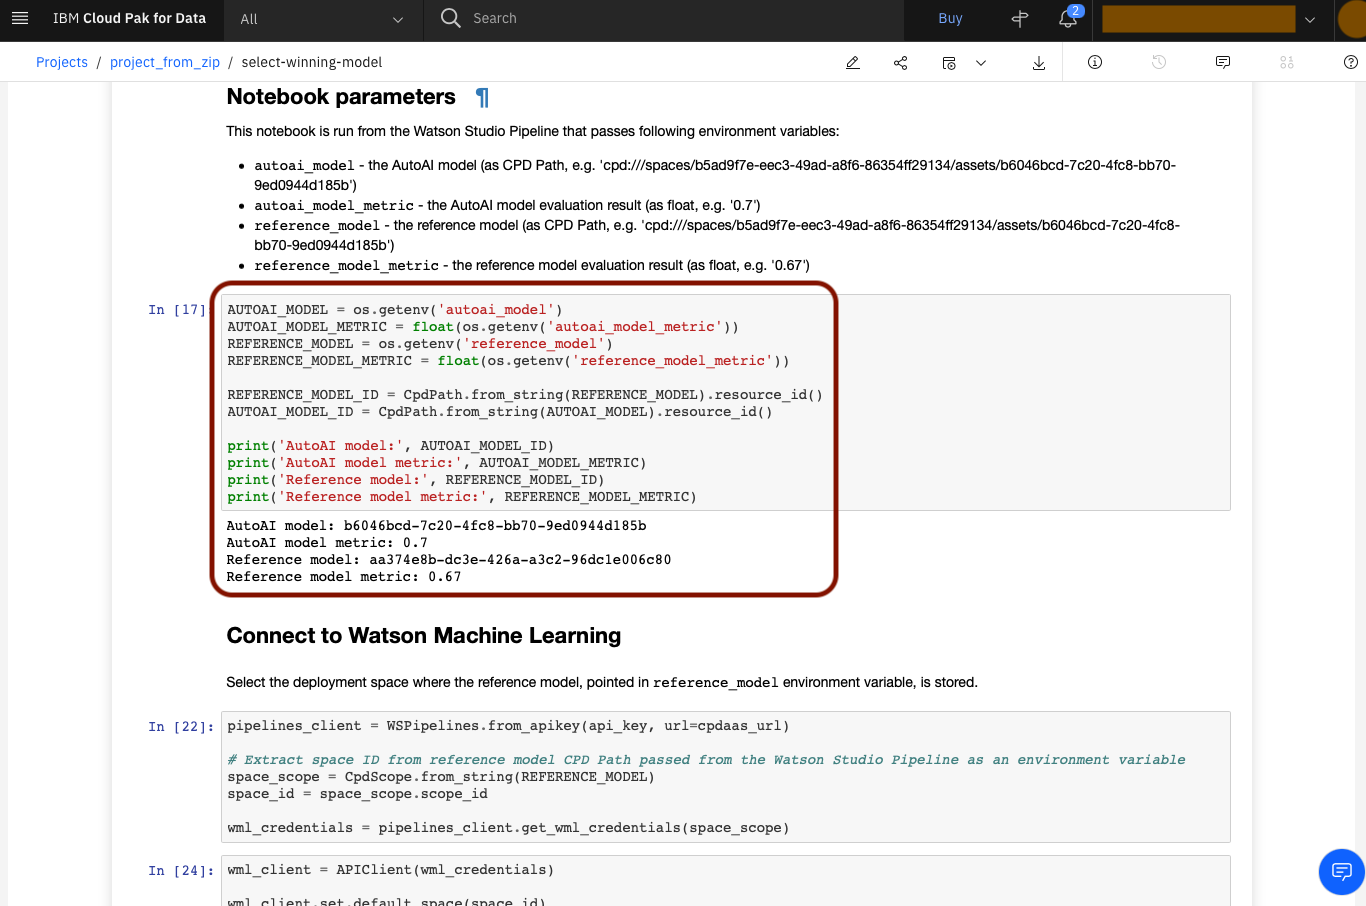 IBM Cloud Pak for Data
All
Search
Buy
2
Projects / project_from_zip / select-winning-model
Notebook parameters ¶
This notebook is run from the Watson Studio Pipeline that passes following environment variables:
• autoai_model - the AutoAI model (as CPD Path, e.g. 'cpd:///spaces/b5ad9f7e-eec3-49ad-a8f6-86354ff29134/assets/b6046bcd-7c20-4fc8-bb70-
9ed0944d185b')
• autoai_model_metric - the AutoAI model evaluation result (as float, e.g. '0.7')
• reference_model - the reference model (as CPD Path, e.g. 'cpd:///spaces/b5ad9f7e-eec3-49ad-a8f6-86354ff29134/assets/b6046bcd-7c20-4fc8-
bb70-9ed0944d185b')
• reference_model_metric - the reference model evaluation result (as float, e.g. '0.67')
In [17]:
AUTOAI_MODEL = os.getenv('autoai_model')
AUTOAI_MODEL_METRIC = float(os.getenv('autoai_model_metric'))
REFERENCE_MODEL = os.getenv('reference_model')
REFERENCE_MODEL_METRIC = float(os.getenv('reference_model_metric'))
REFERENCE_MODEL_ID = CpdPath.from_string(REFERENCE_MODEL).resource_id()
AUTOAI_MODEL_ID = CpdPath.from_string(AUTOAI_MODEL).resource_id()
print('AutoAI model:', AUTOAI_MODEL_ID)
print('AutoAI model metric:', AUTOAI_MODEL_METRIC)
print('Reference model:', REFERENCE_MODEL_ID)
print('Reference model metric:', REFERENCE_MODEL_METRIC)
AutoAI model: b6046bcd-7c20-4fc8-bb70-9ed0944d185b
AutoAI model metric: 0.7
Reference model: aa374e8b-dc3e-426a-a3c2-96dc1e006c80
Reference model metric: 0.67
Connect to Watson Machine Learning
Select the deployment space where the reference model, pointed in reference_model environment variable, is stored.
In [22]:
pipelines_client = WSPipelines.from_apikey(api_key, url=cpdaas_url)
# Extract space ID from reference model CPD Path passed from the Watson Studio Pipeline as an environment variable
space_scope = CpdScope.from_string(REFERENCE_MODEL)
space_id = space_scope.scope_id
wml_credentials = pipelines_client.get_wml_credentials(space_scope)
In [24]:
wml_client = APIClient(wml_credentials)
wml_client.set.default_space(space_id)